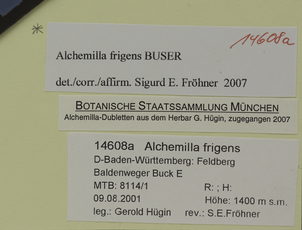 14608a
*
Alchemilla frigens BUSER
det./corr./affirm. Sigurd E. Fröhner 2007
BOTANISCHE STAATSSAMMLUNG MÜNCHEN
Alchemilla-Dubletten aus dem Herbar G. Hügin, zugegangen 2007
14608a Alchemilla frigens
D-Baden-Württemberg: Feldberg
Baldenweger Buck E
MTB: 8114/1 R: ; H:
09.08.2001 Höhe: 1400 m s.m.
leg.: Gerold Hügin rev.: S.E.Fröhner